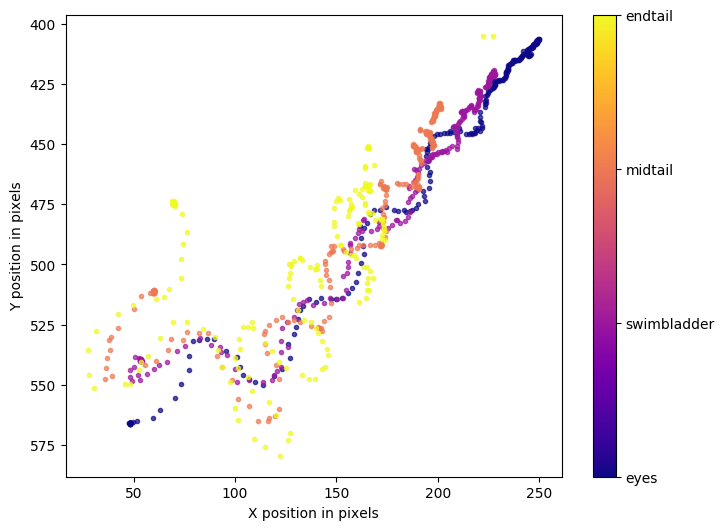 400
425
450
475
500
525
550
575
Y position in pixels
50
100
150
200
250
X position in pixels
endtail
midtail
swimbladder
eyes